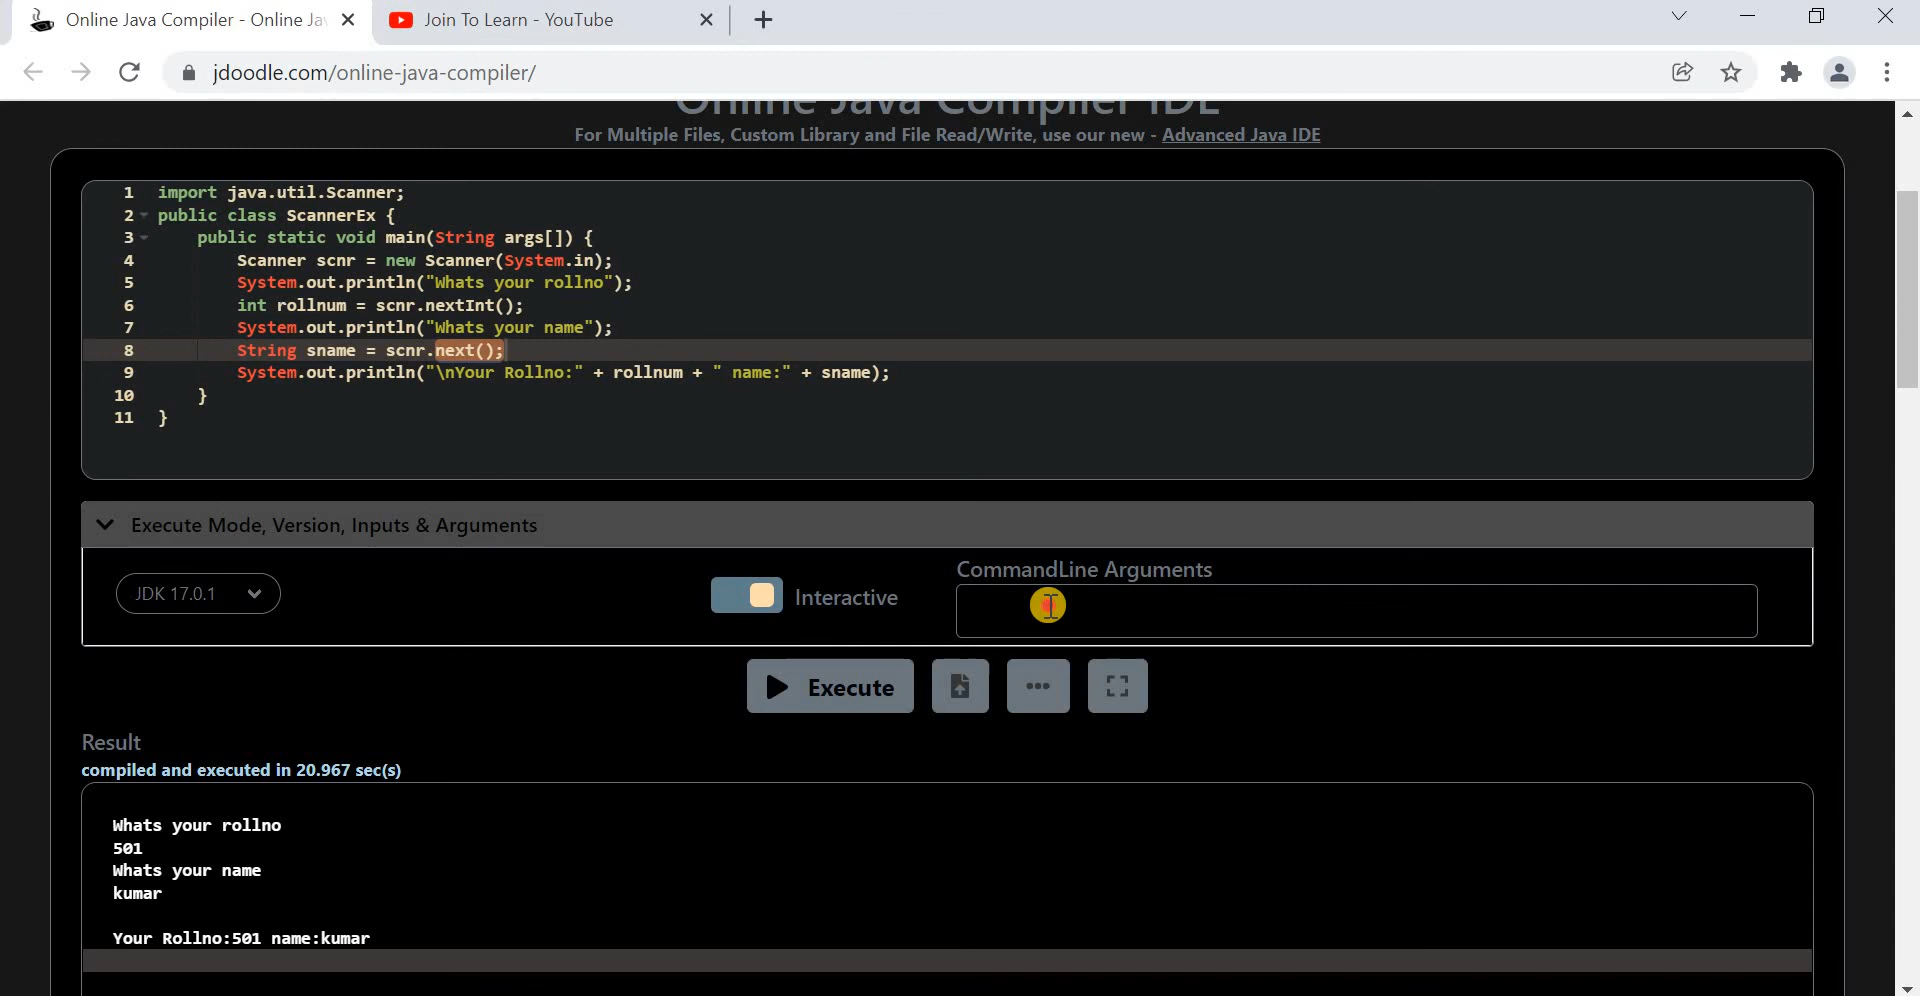 Online Java Compiler - Online Ja
Join To Learn - YouTube
jdoodle.com/online-java-compiler/
Online Java Compiler IDE
For Multiple Files, Custom Library and File Read/Write, use our new - Advanced Java IDE
1 import java.util.Scanner;
2 public class ScannerEx {
3 public static void main(String args[]) {
4 Scanner scnr = new Scanner(System.in);
5 System.out.println("Whats your rollno");
6 int rollnum = scnr.nextInt();
7 System.out.println("Whats your name");
8 String sname = scnr.next();
9 System.out.println("\nYour Rollno:" + rollnum + " name:" + sname);
10 }
11 }
Execute Mode, Version, Inputs & Arguments
CommandLine Arguments
JDK 17.0.1
Interactive
Execute
Result
compiled and executed in 20.967 sec(s)
Whats your rollno
501
Whats your name
kumar
Your Rollno:501 name:kumar